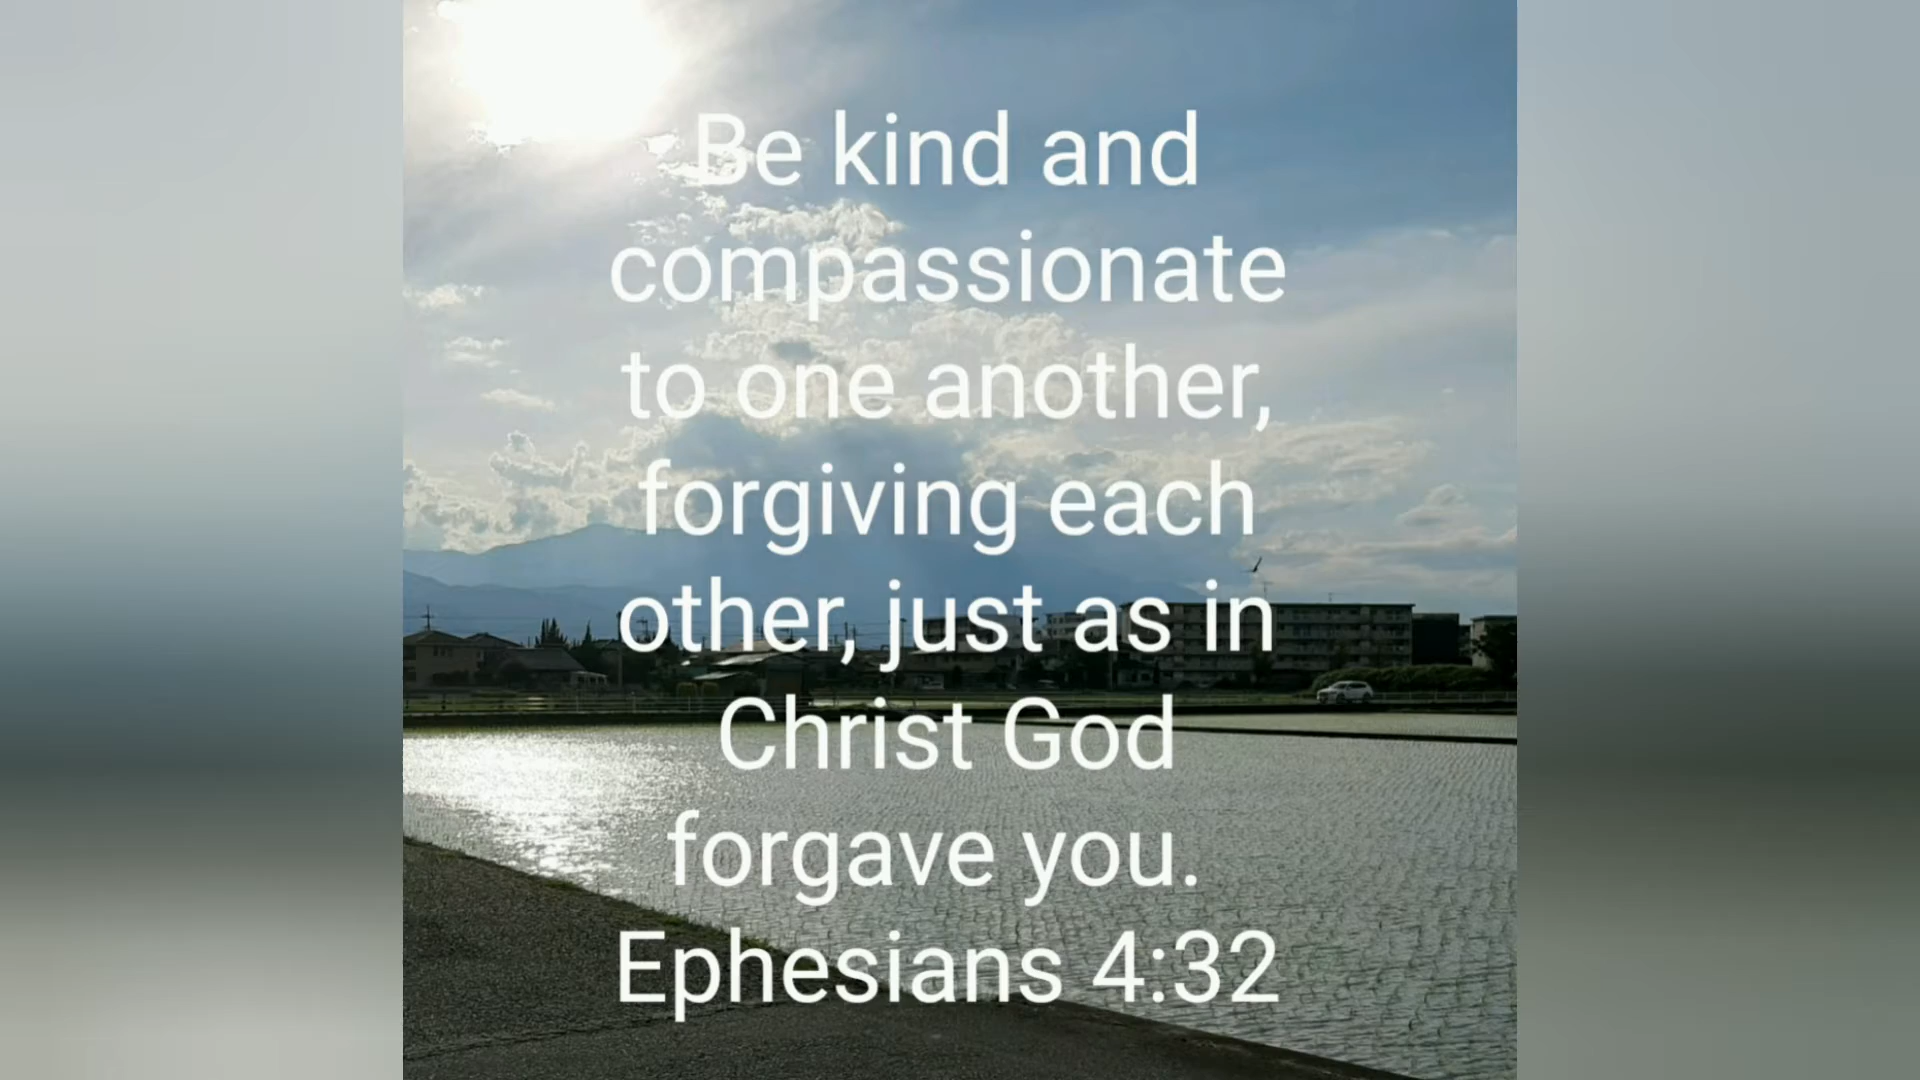 Be kind and
compassionate
to one another,
forgiving each
other, just as in
Christ God
forgave you.
Ephesians 4:32